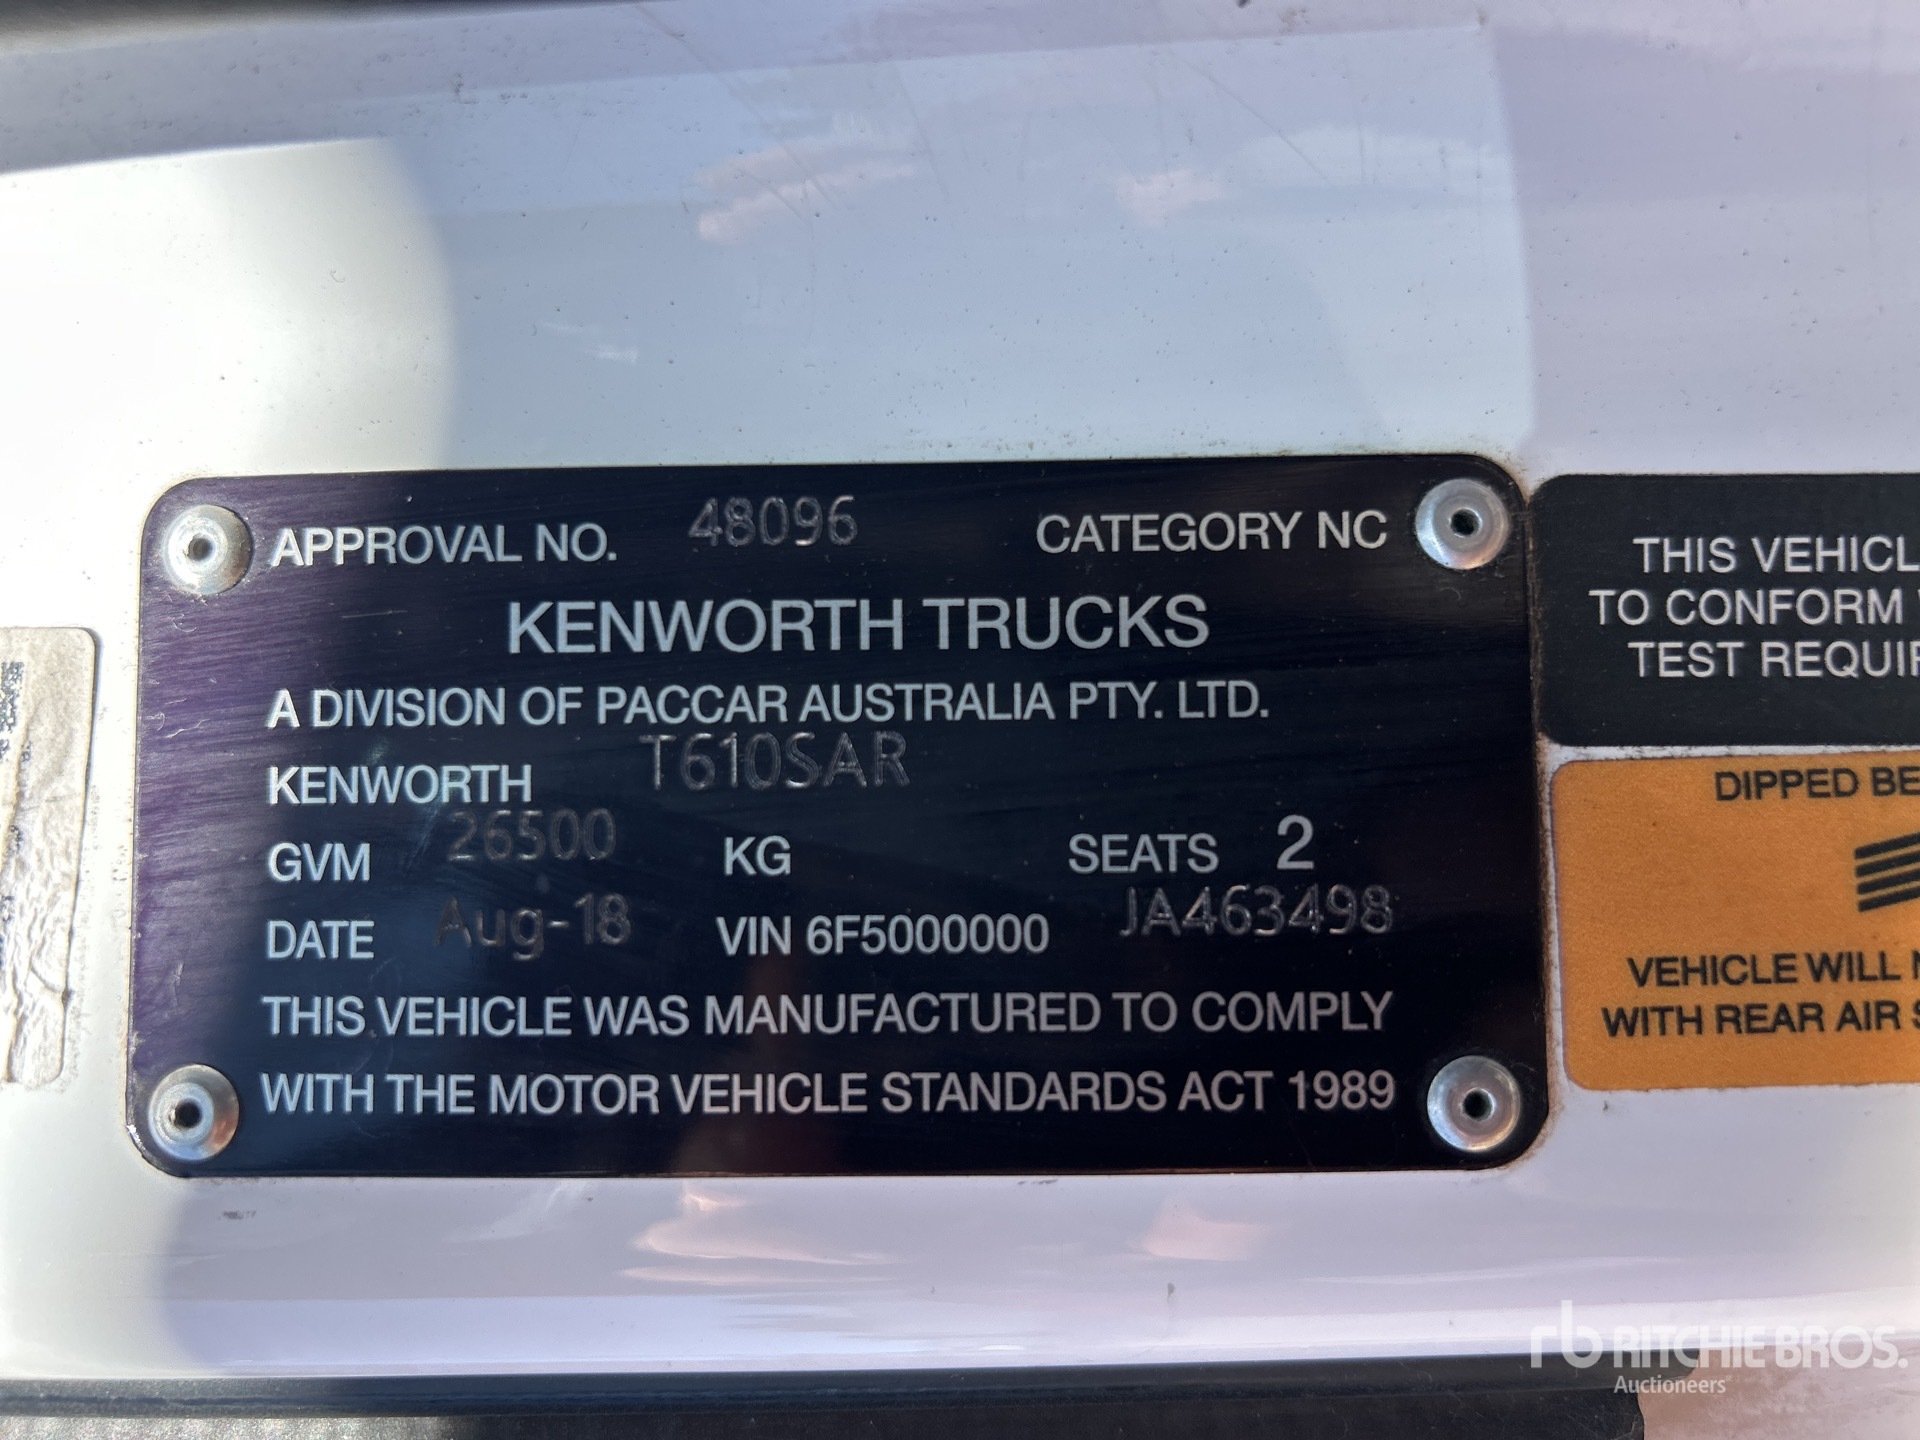 APPROVAL NO. 48096 CATEGORY NC
KENWORTH TRUCKS
A DIVISION OF PACCAR AUSTRALIA PTY. LTD.
KENWORTH T610SAR
GVM 26500 KG SEATS 2
DATE Aug-18 VIN 6F5000000 JA463498
THIS VEHICLE WAS MANUFACTURED TO COMPLY
WITH THE MOTOR VEHICLE STANDARDS ACT 1989
THIS VEHICL
TO CONFORM
TEST REQUIR
DIPPED BE
VEHICLE WILL
WITH REAR AIR
rb RITCHIE BROS.
Auctioneers